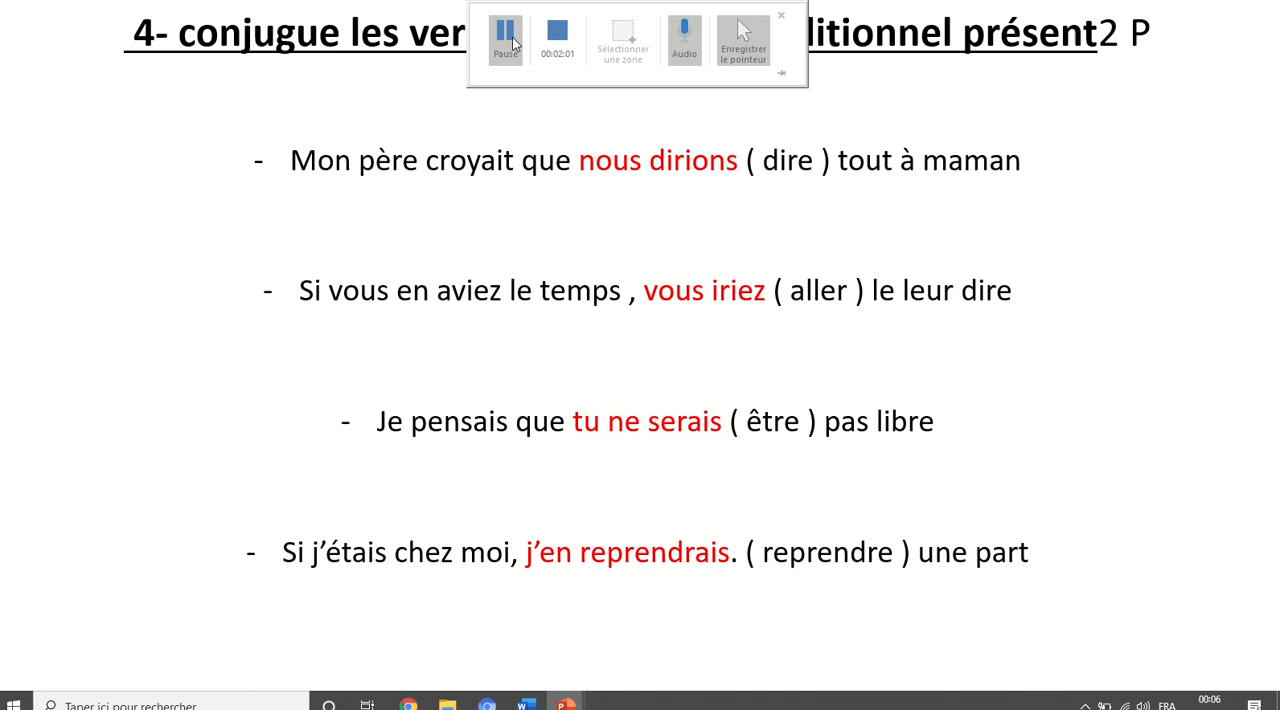 4- conjugue les ver ditionnel présent2 P
Pause
00:02:01
Sélectionner
une zone
Audio
Enregistrer
le pointeur
- Mon père croyait que nous dirions ( dire ) tout à maman
- Si vous en aviez le temps , vous iriez ( aller ) le leur dire
- Je pensais que tu ne serais ( être ) pas libre
- Si j’étais chez moi, j’en reprendrais. ( reprendre ) une part
Taper ici pour rechercher
FRA
00:06